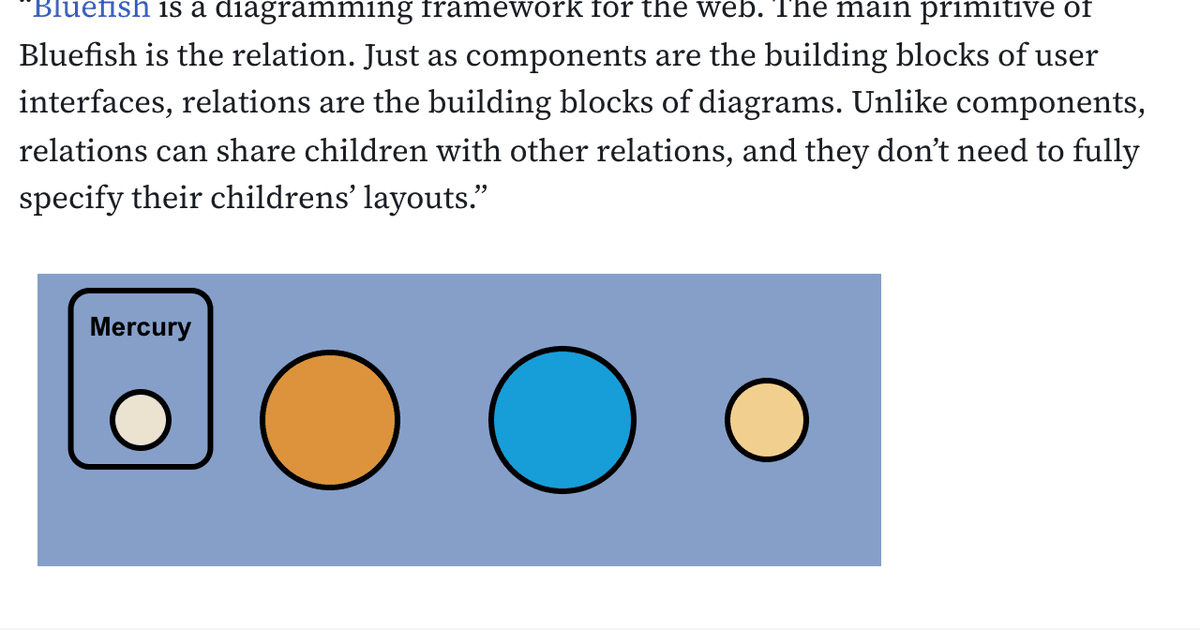 “Bluefish is a diagramming framework for the web. The main primitive of
Bluefish is the relation. Just as components are the building blocks of user
interfaces, relations are the building blocks of diagrams. Unlike components,
relations can share children with other relations, and they don’t need to fully
specify their childrens’ layouts.”
Mercury